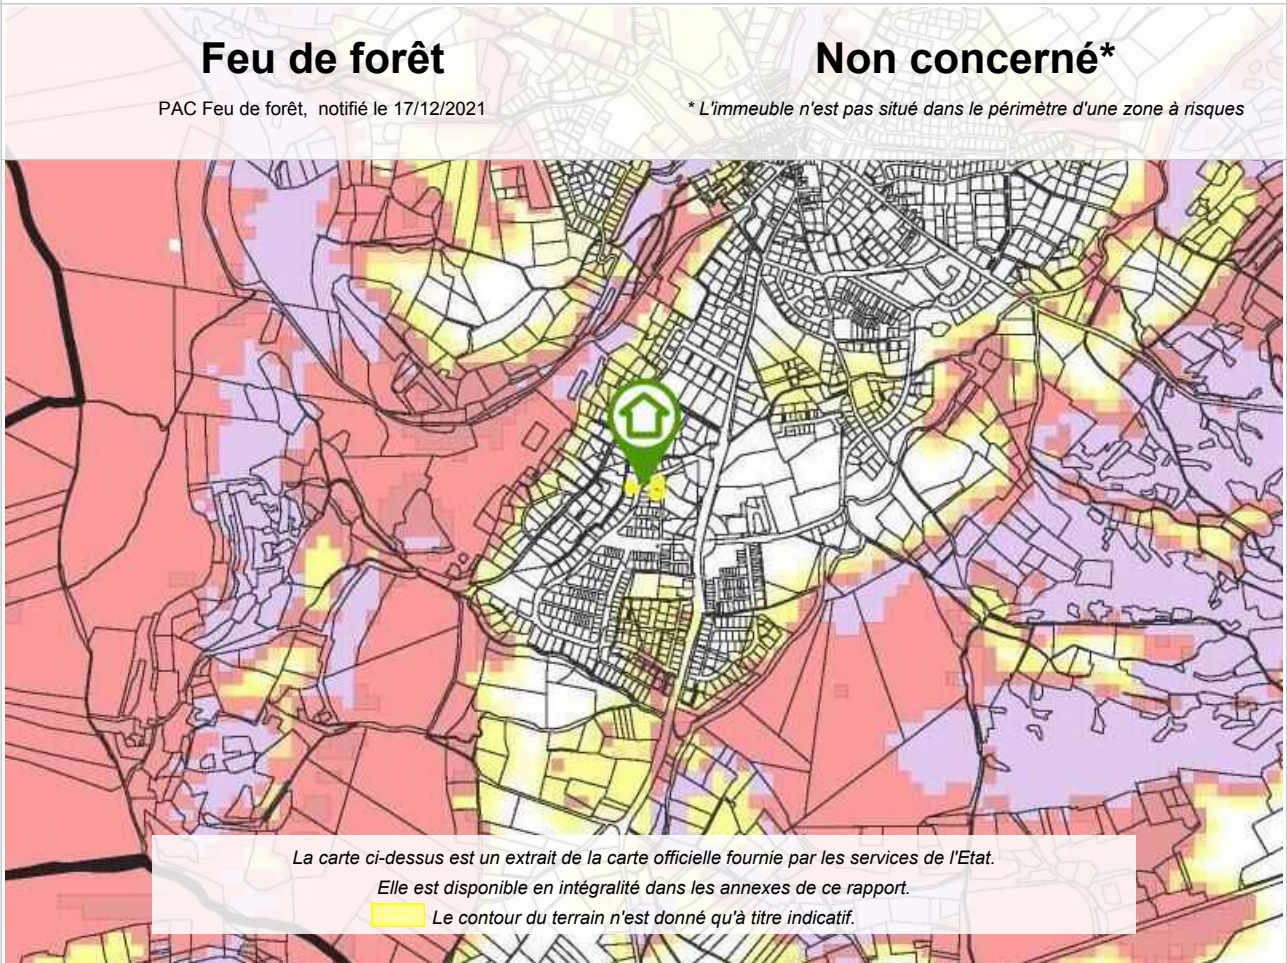 Feu de forêt
Non concerné*
PAC Feu de forêt, notifié le 17/12/2021
* L'immeuble n'est pas situé dans le périmètre d'une zone à risques
La carte ci-dessus est un extrait de la carte officielle fournie par les services de l'Etat.
Elle est disponible en intégralité dans les annexes de ce rapport.
Le contour du terrain n'est donné qu'à titre indicatif.